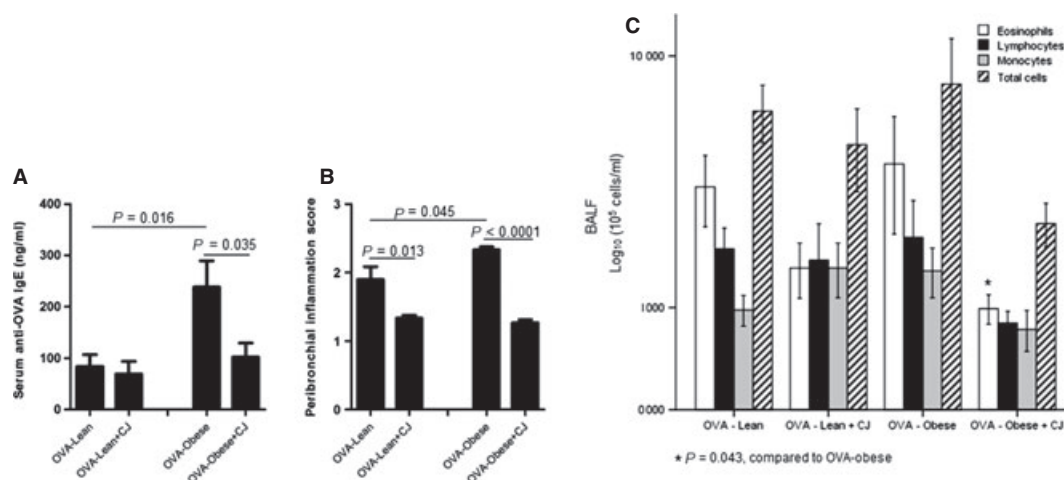 A
Serum anti-OVA IgE (ng/ml)
400
300
200
100
0
P = 0.016
P = 0.035
OVA-Lean
OVA-Lean+CJ
OVA-Obese
OVA-Obese+CJ
B
Peribronchial inflammation score
3
2
1
0
P = 0.045
P = 0.013
P < 0.0001
OVA-Lean
OVA-Lean+CJ
OVA-Obese
OVA-Obese+CJ
C
BALF
Log₁₀ (10⁵ cells/ml)
10 000
1000
0.000
Eosinophils
Lymphocytes
Monocytes
Total cells
*
OVA - Lean
OVA - Lean + CJ
OVA - Obese
OVA - Obese + CJ
* P = 0.043, compared to OVA-obese